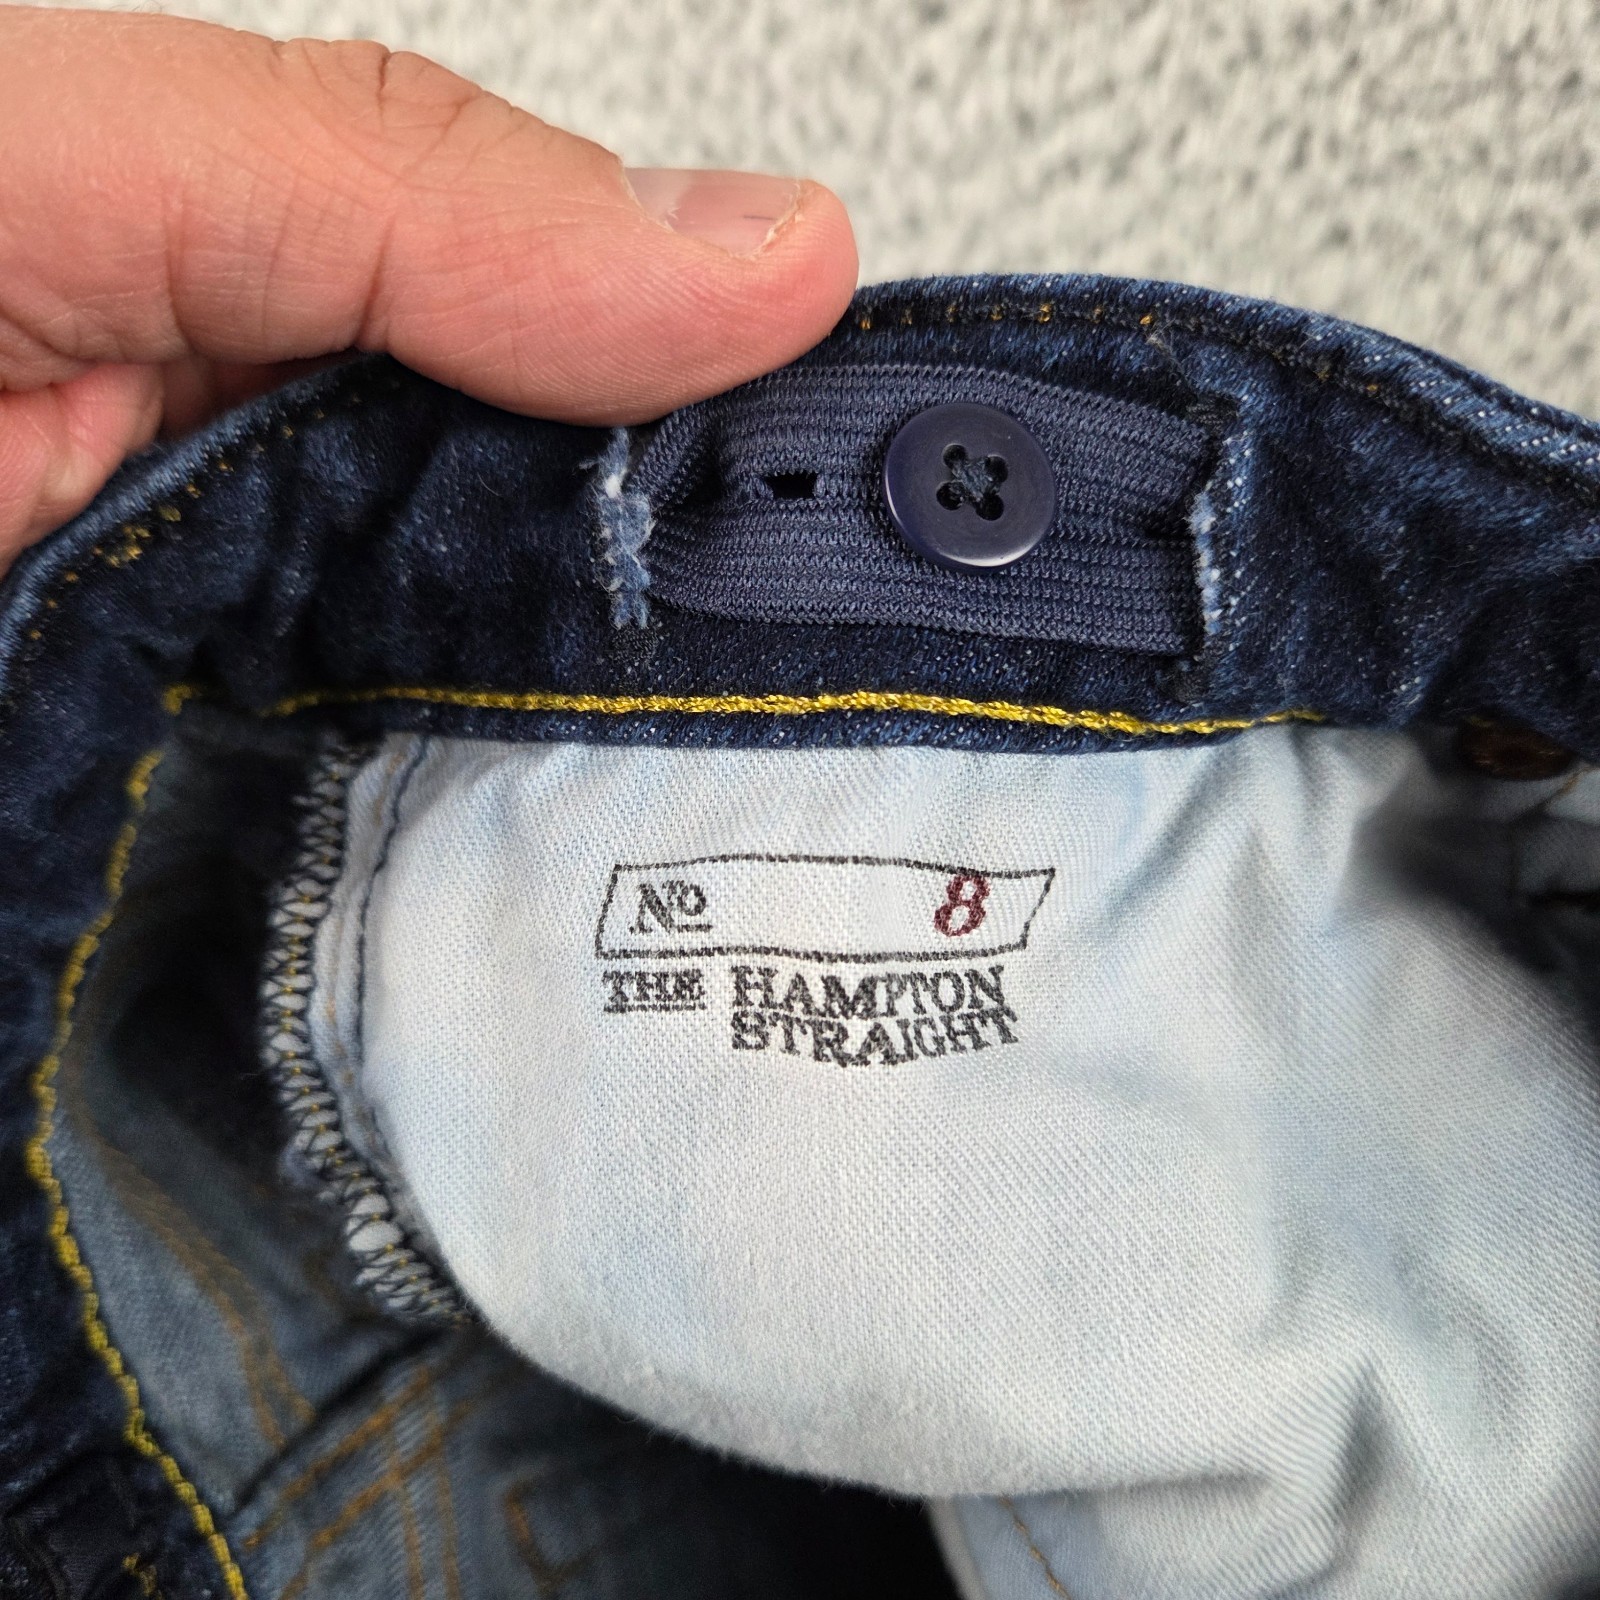 No 8
THE HAMPTON
STRAIGHT